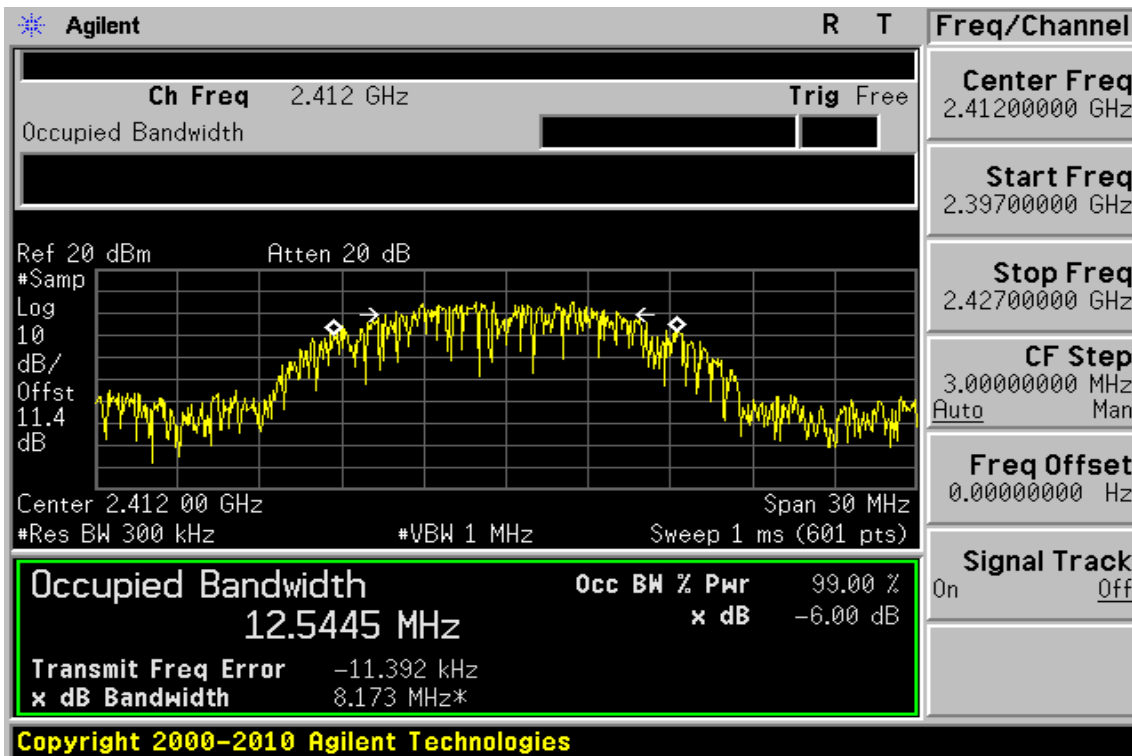 Agilent R T
Ch Freq 2.412 GHz Trig Free
Occupied Bandwidth
Ref 20 dBm Atten 20 dB
#Samp
Log
10
dB/
Offst
11.4
dB
Center 2.412 00 GHz Span 30 MHz
#Res BW 300 kHz #VBW 1 MHz Sweep 1 ms (601 pts)
Occupied Bandwidth
12.5445 MHz
Occ BW % Pwr 99.00 %
x dB -6.00 dB
Transmit Freq Error -11.392 kHz
x dB Bandwidth 8.173 MHz*
Copyright 2000-2010 Agilent Technologies
Freq/Channel
Center Freq
2.41200000 GHz
Start Freq
2.39700000 GHz
Stop Freq
2.42700000 GHz
CF Step
3.00000000 MHz
Auto Man
Freq Offset
0.00000000 Hz
Signal Track
On Off